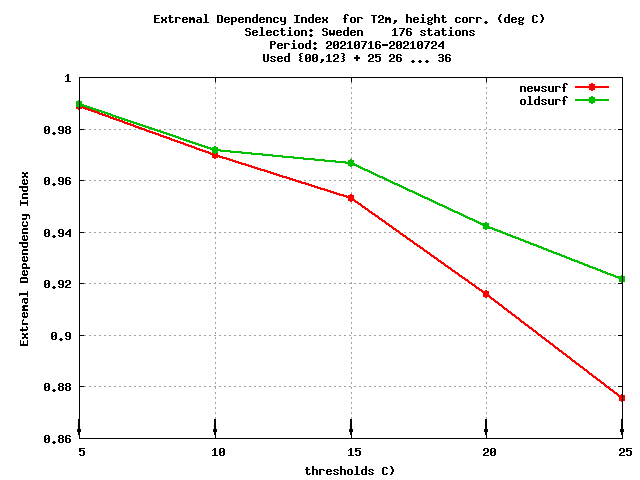 Extremal Dependency Index  for T2m, height corr. (deg C)
Selection: Sweden    176 stations
Period: 20210716-20210724
Used {00,12} + 25 26 ... 36
1
newsurf
oldsurf
0.98
0.96
0.94
0.92
0.9
0.88
0.86
Extremal Dependency Index
5 10 15 20 25
thresholds C)